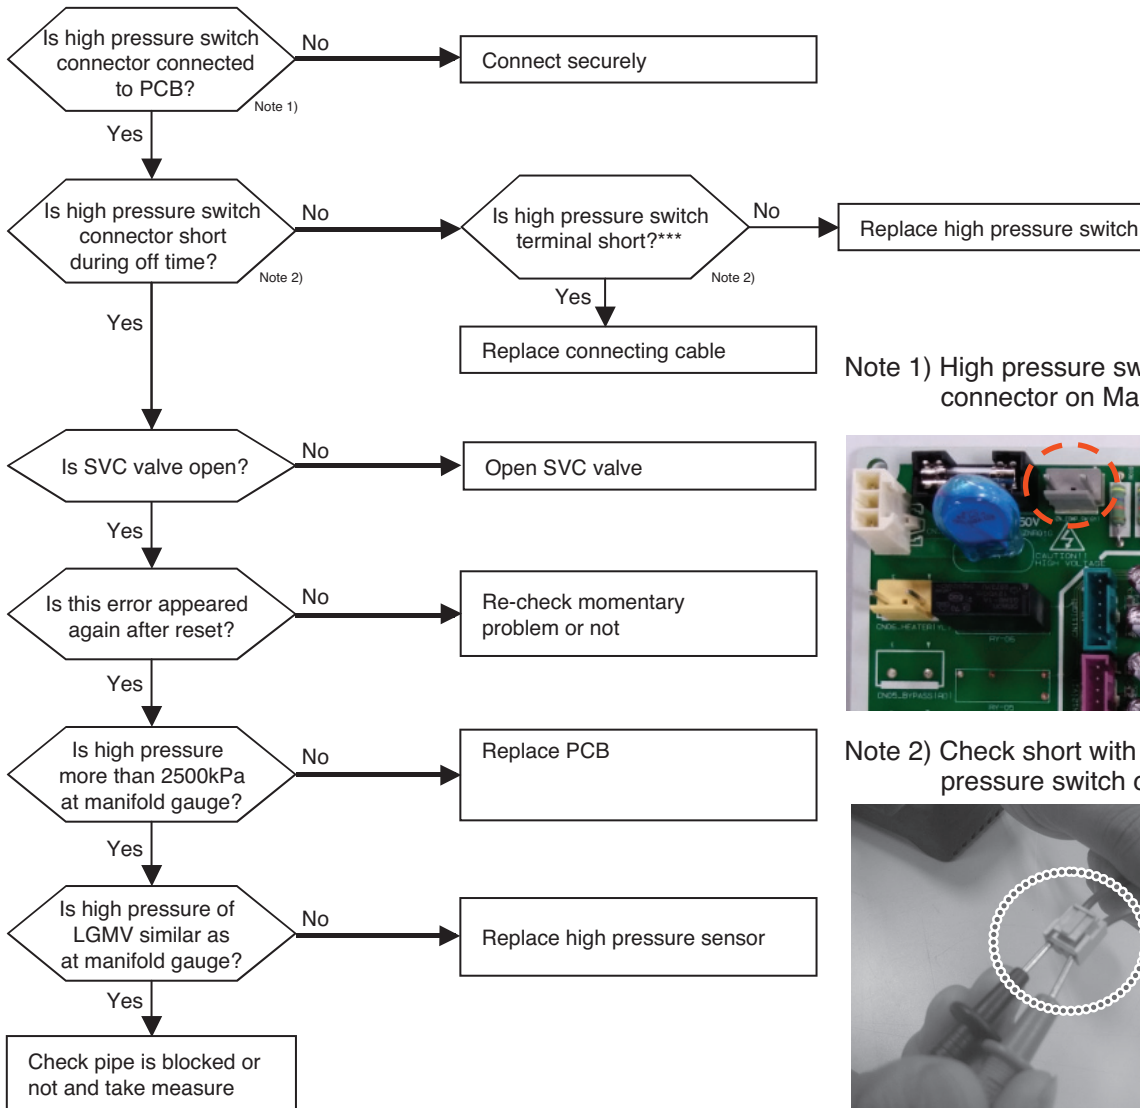 Is high pressure switch
connector connected
to PCB?
Note 1)
No
Connect securely
Yes
Is high pressure switch
connector short
during off time?
Note 2)
No
Is high pressure switch
terminal short?***
Note 2)
No
Replace high pressure switch
Yes
Replace connecting cable
Yes
Is SVC valve open?
No
Open SVC valve
Yes
Is this error appeared
again after reset?
No
Re-check momentary
problem or not
Yes
Is high pressure
more than 2500kPa
at manifold gauge?
No
Replace PCB
Yes
Is high pressure of
LGMV similar as
at manifold gauge?
No
Replace high pressure sensor
Yes
Check pipe is blocked or
not and take measure
Note 1) High pressure sw
connector on Ma
50V
CAUTION!!
HIGH VOLTAGE
RY-06
Note 2) Check short with
pressure switch c